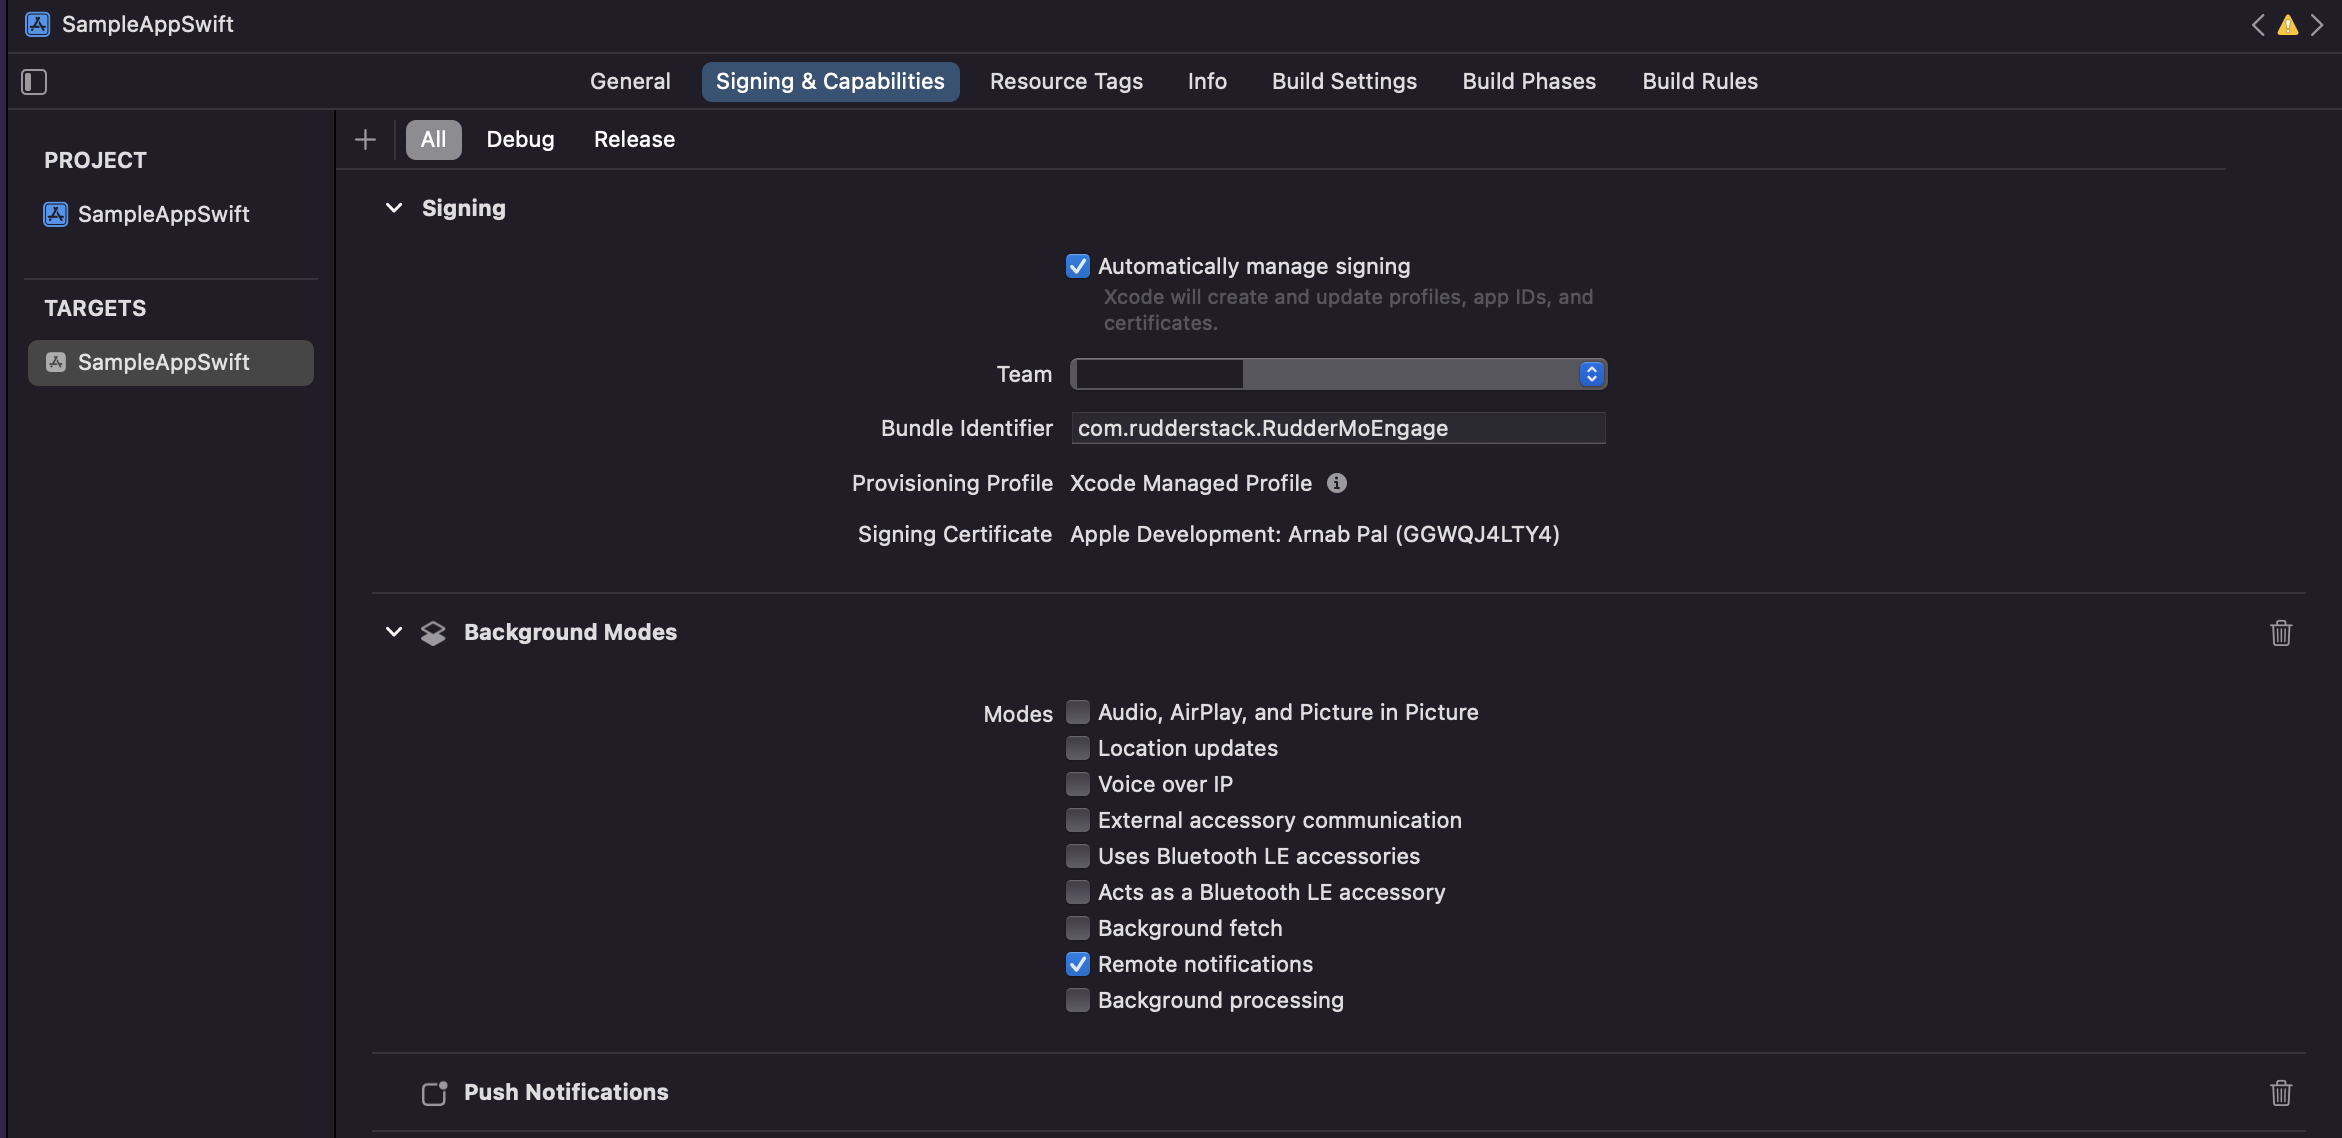 SampleAppSwift
General
Signing & Capabilities
Resource Tags
Info
Build Settings
Build Phases
Build Rules
PROJECT
SampleAppSwift
TARGETS
SampleAppSwift
All
Debug
Release
Signing
Automatically manage signing
Xcode will create and update profiles, app IDs, and
certificates.
Team
Bundle Identifier
com.rudderstack.RudderMoEngage
Provisioning Profile
Xcode Managed Profile
Signing Certificate
Apple Development: Arnab Pal (GGWQJ4LTY4)
Background Modes
Modes
Audio, AirPlay, and Picture in Picture
Location updates
Voice over IP
External accessory communication
Uses Bluetooth LE accessories
Acts as a Bluetooth LE accessory
Background fetch
Remote notifications
Background processing
Push Notifications